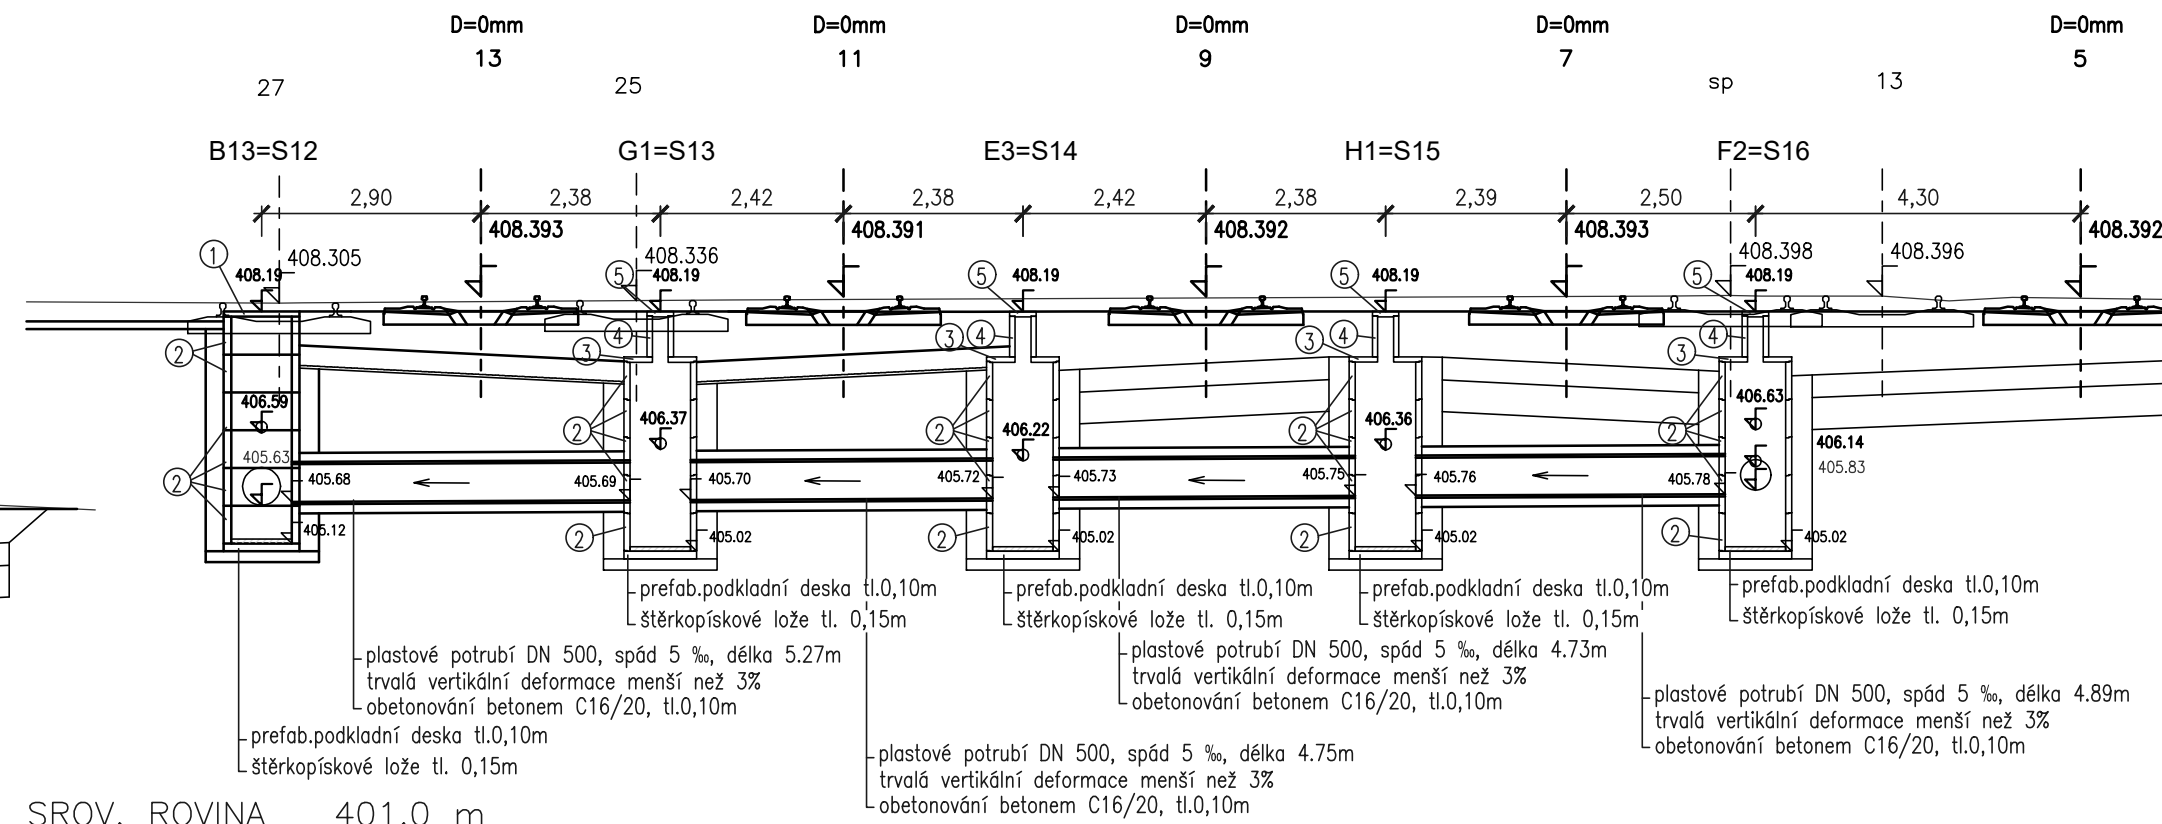 D=0mm D=0mm D=0mm D=0mm D=0mm
13 11 9 7 5
27 25 sp 13
B13=S12 G1=S13 E3=S14 H1=S15 F2=S16
2,90 2,38 2,42 2,38 2,42 2,38 2,39 2,50 4,30
408.393 408.391 408.392 408.393 408.392
408.305 408.336 408.398 408.396
1 408.19 5 408.19 5 408.19 5 408.19 5 408.19
4 4 4 4
2 3 3 3 3
406.59 406.37 406.22 406.36 406.63
2 2 2 2
406.14
405.63 405.83
2 405.68 405.69 405.70 405.72 405.73 405.75 405.76 405.78
405.12 2 405.02 2 405.02 2 405.02 2 405.02
prefab.podkladní deska tl.0,10m
štěrkopískové lože tl. 0,15m
prefab.podkladní deska tl.0,10m
štěrkopískové lože tl. 0,15m
prefab.podkladní deska tl.0,10m
štěrkopískové lože tl. 0,15m
prefab.podkladní deska tl.0,10m
štěrkopískové lože tl. 0,15m
plastové potrubí DN 500, spád 5 ‰, délka 5.27m
trvalá vertikální deformace menší než 3%
obetonování betonem C16/20, tl.0,10m
plastové potrubí DN 500, spád 5 ‰, délka 4.73m
trvalá vertikální deformace menší než 3%
obetonování betonem C16/20, tl.0,10m
plastové potrubí DN 500, spád 5 ‰, délka 4.89m
trvalá vertikální deformace menší než 3%
obetonování betonem C16/20, tl.0,10m
prefab.podkladní deska tl.0,10m
štěrkopískové lože tl. 0,15m
plastové potrubí DN 500, spád 5 ‰, délka 4.75m
trvalá vertikální deformace menší než 3%
obetonování betonem C16/20, tl.0,10m
SROV. ROVINA 401.0 m